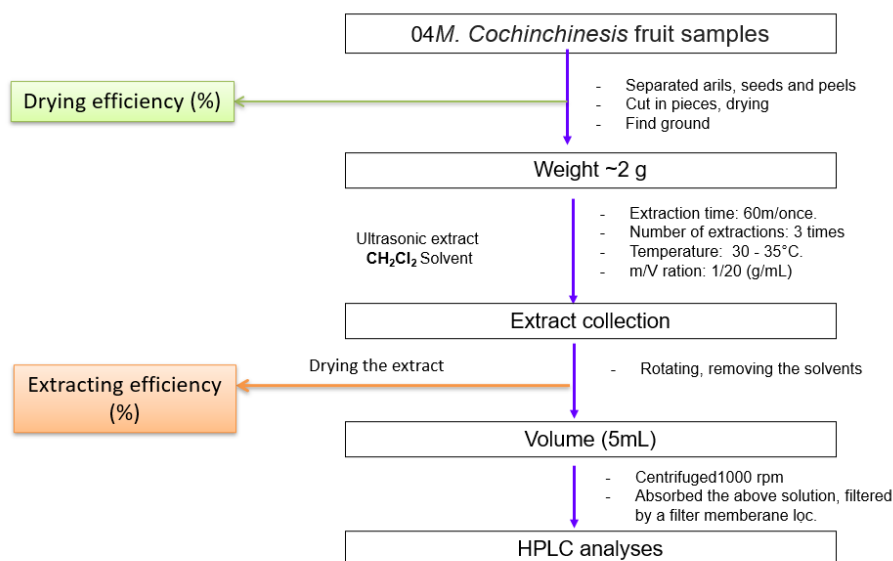 04M. Cochinchinesis fruit samples
Drying efficiency (%)
- Separated arils, seeds and peels
- Cut in pieces, drying
- Find ground
Weight ~2 g
Ultrasonic extract
CH₂Cl₂ Solvent
- Extraction time: 60m/once.
- Number of extractions: 3 times
- Temperature: 30 - 35°C.
- m/V ration: 1/20 (g/mL)
Extract collection
Extracting efficiency
(%)
Drying the extract
- Rotating, removing the solvents
Volume (5mL)
- Centrifuged1000 rpm
- Absorbed the above solution, filtered
by a filter memberane lọc.
HPLC analyses